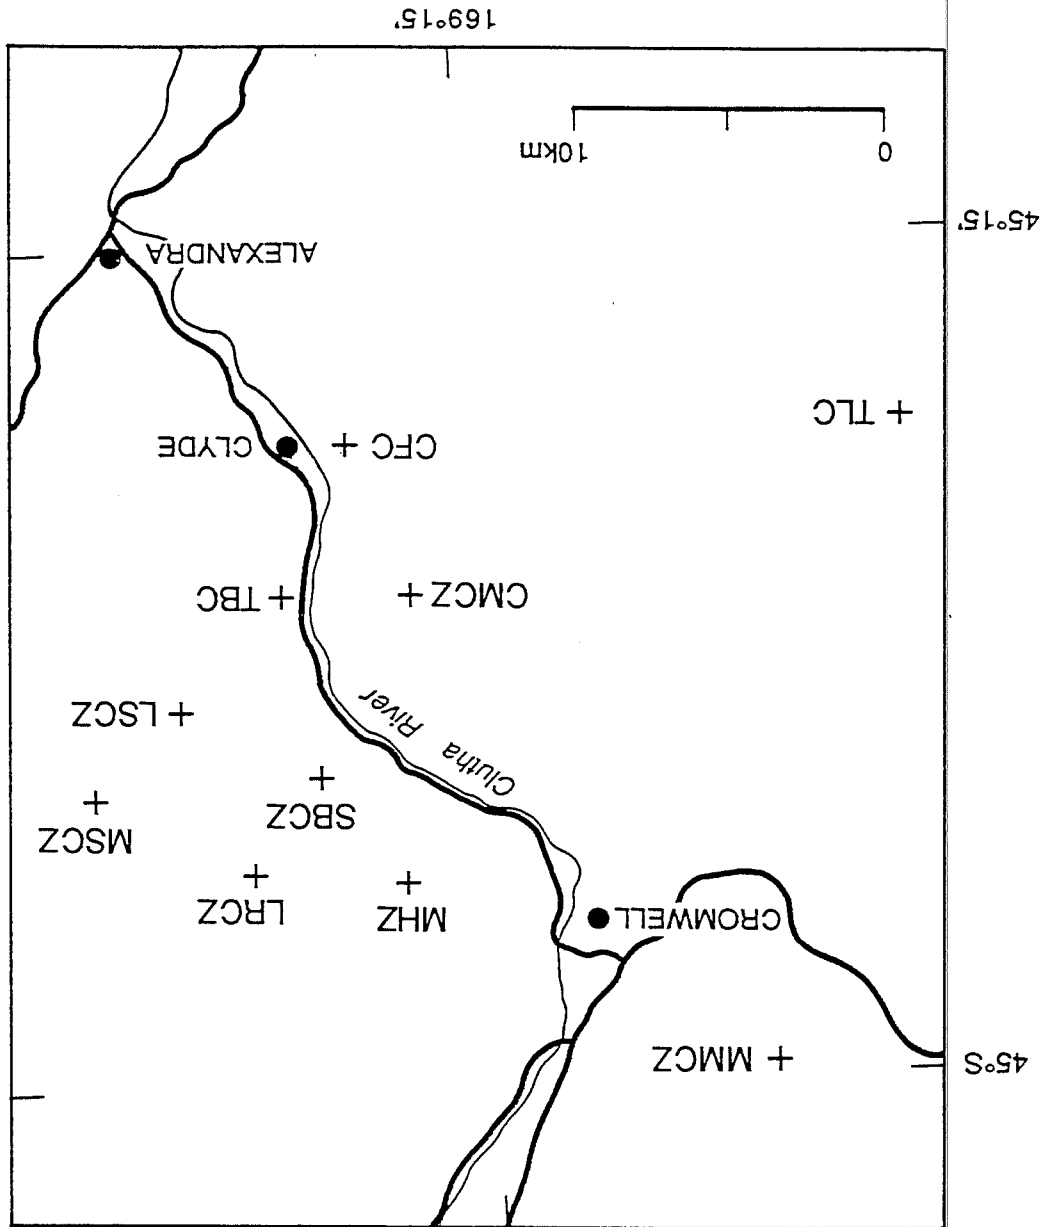 45°S
MMCZ
CROMWELL
MHZ
LRCZ
MSCZ
SBCZ
Clutha River
LSCZ
CMCZ
TBC
CFC
CLYDE
TLC
ALEXANDRA
45°15'
0 10km
169°15'